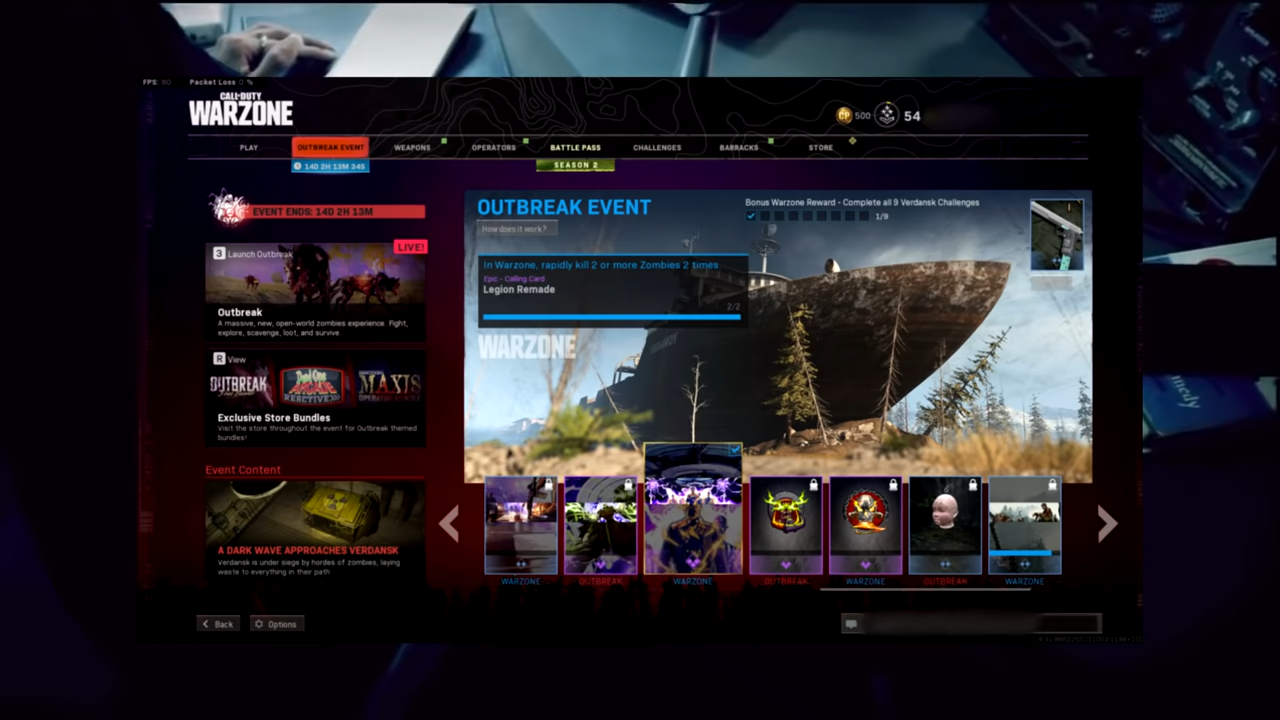 FPS: 60 Packet Loss 0 %
CALL OF DUTY
WARZONE
CP 500 54
PLAY OUTBREAK EVENT WEAPONS OPERATORS BATTLE PASS CHALLENGES BARRACKS STORE
14D 2H 13M 34S SEASON 2
EVENT ENDS: 14D 2H 13M
LIVE!
3 Launch Outbreak
Outbreak
A massive, new, open-world zombies experience. Fight,
explore, scavenge, loot, and survive
R View
OUTBREAK
REACTIVE
MAXIS
Exclusive Store Bundles
Visit the store throughout the event for Outbreak themed
bundles!
Event Content
A DARK WAVE APPROACHES VERDANSK
Verdansk is under siege by hordes of zombies, laying
waste to everything in their path
OUTBREAK EVENT
How does it work?
Bonus Warzone Reward - Complete all 9 Verdansk Challenges
1/9
In Warzone, rapidly kill 2 or more Zombies 2 times
Epic - Calling Card
Legion Remade
2/2
WARZONE
WARZONE OUTBREAK WARZONE OUTBREAK WARZONE OUTBREAK WARZONE
Back Options